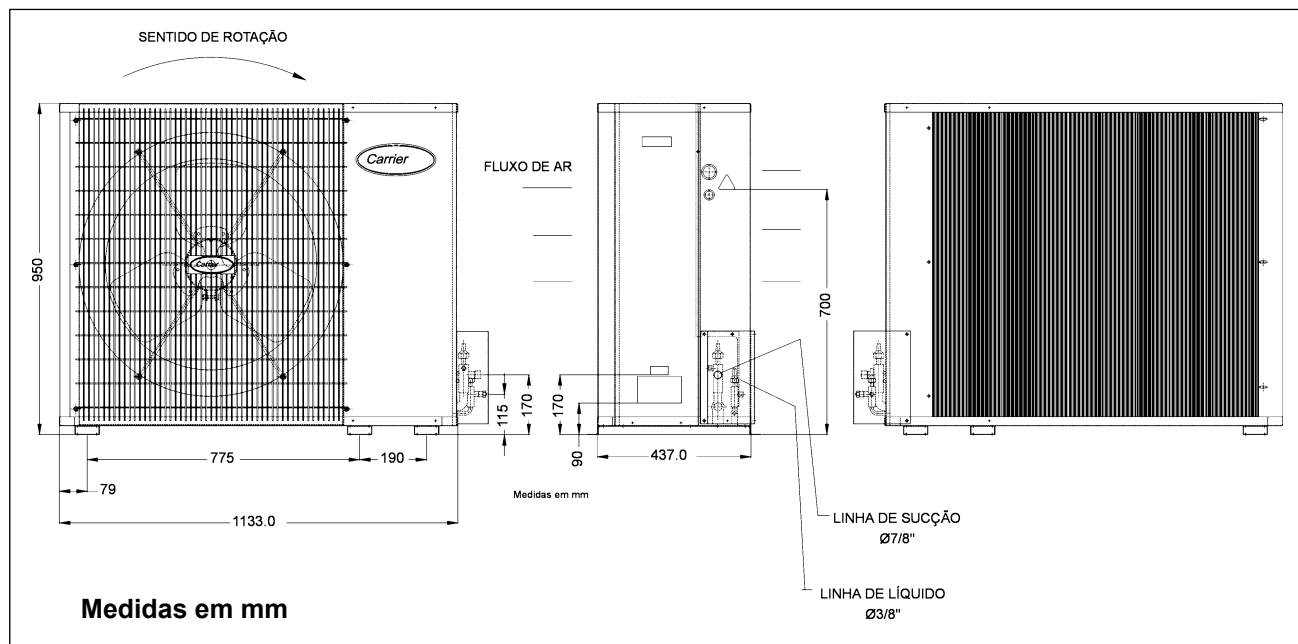 SENTIDO DE ROTAÇÃO
Carrier
Carrier
950
775
190
79
1133.0
115
170
FLUXO DE AR
170
90
437.0
700
Medidas em mm
LINHA DE SUCÇÃO
Ø7/8"
LINHA DE LÍQUIDO
Ø3/8"
Medidas em mm